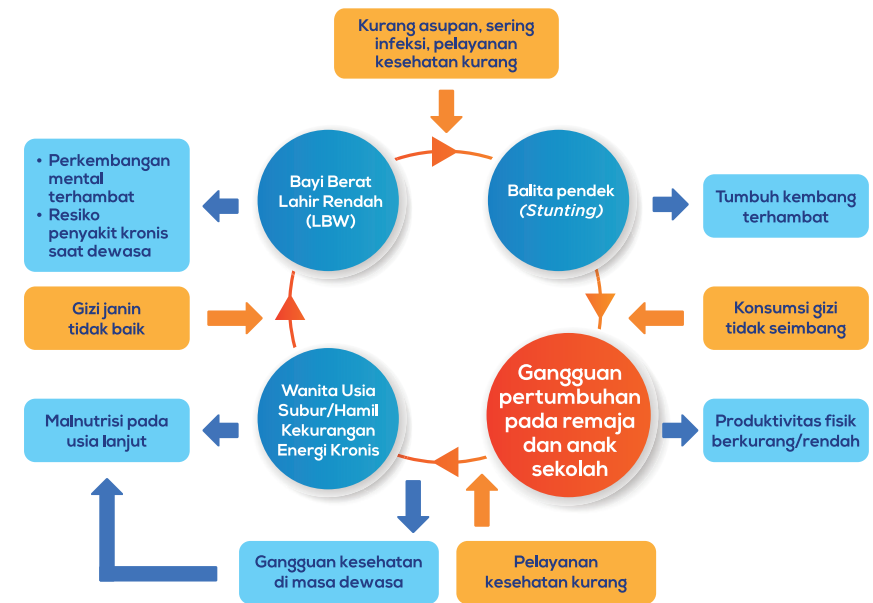 Kurang asupan, sering
infeksi, pelayanan
kesehatan kurang
• Perkembangan
mental
terhambat
• Resiko
penyakit kronis
saat dewasa
Bayi Berat
Lahir Rendah
(LBW)
Balita pendek
(Stunting)
Tumbuh kembang
terhambat
Gizi janin
tidak baik
Konsumsi gizi
tidak seimbang
Wanita Usia
Subur/Hamil
Kekurangan
Energi Kronis
Gangguan
pertumbuhan
pada remaja
dan anak
sekolah
Malnutrisi pada
usia lanjut
Produktivitas fisik
berkurang/rendah
Gangguan kesehatan
di masa dewasa
Pelayanan
kesehatan kurang